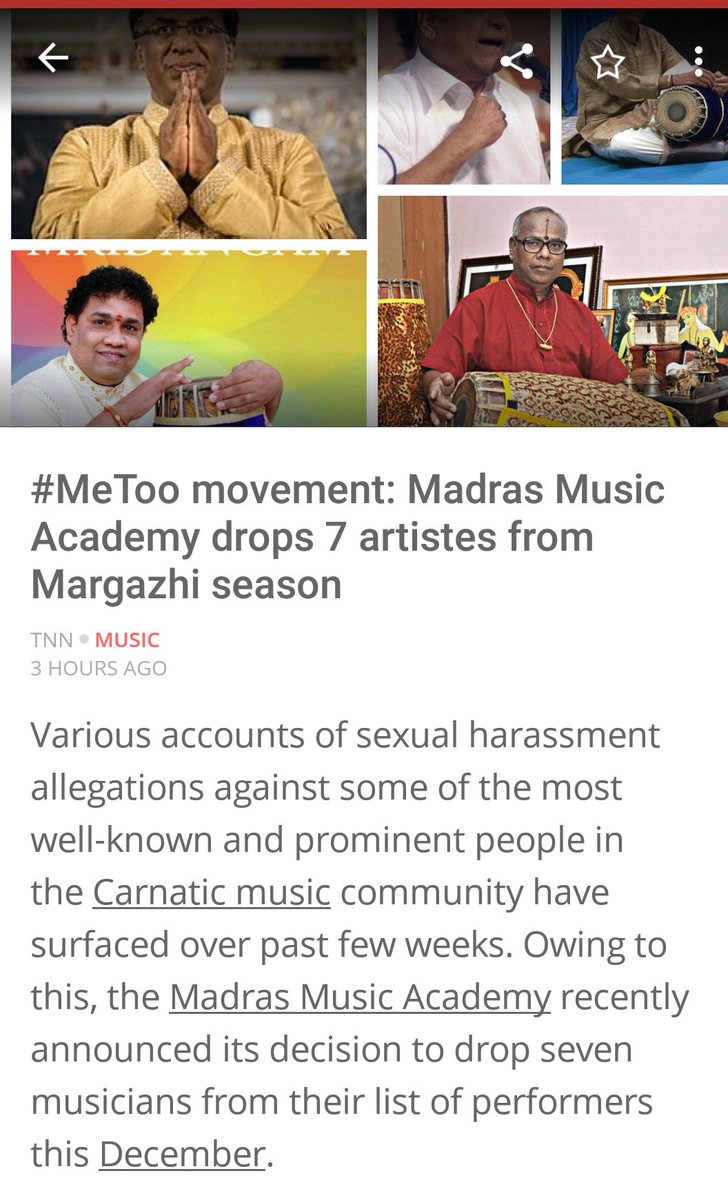 MRIDANGAM
#MeToo movement: Madras Music
Academy drops 7 artistes from
Margazhi season
TNN MUSIC
3 HOURS AGO
Various accounts of sexual harassment
allegations against some of the most
well-known and prominent people in
the Carnatic music community have
surfaced over past few weeks. Owing to
this, the Madras Music Academy recently
announced its decision to drop seven
musicians from their list of performers
this December.